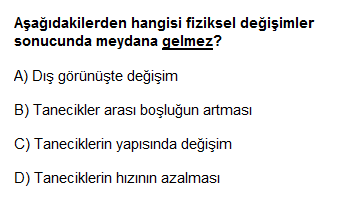 Aşağıdakilerden hangisi fiziksel değişimler
sonucunda meydana gelmez?
A) Dış görünüşte değişim
B) Tanecikler arası boşluğun artması
C) Taneciklerin yapısında değişim
D) Taneciklerin hızının azalması